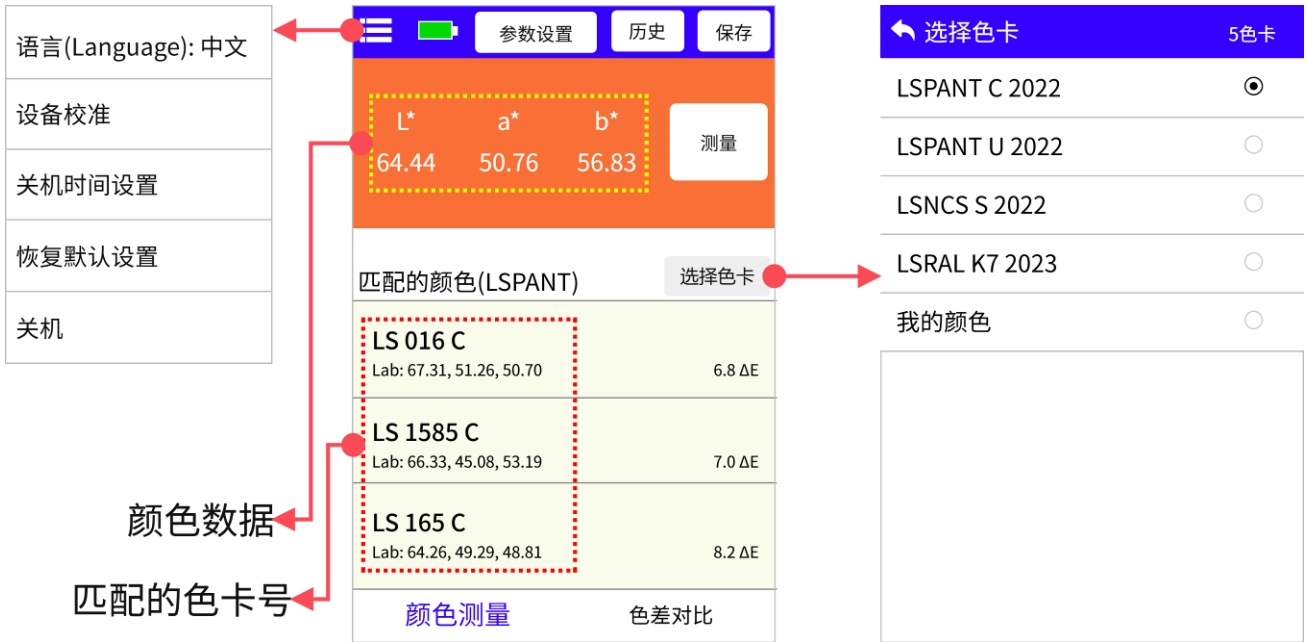 语言(Language): 中文
设备校准
关机时间设置
恢复默认设置
关机
颜色数据
匹配的色卡号
参数设置 历史 保存
L* a* b*
64.44 50.76 56.83
测量
匹配的颜色(LSPANT) 选择色卡
LS 016 C
Lab: 67.31, 51.26, 50.70 6.8 ΔE
LS 1585 C
Lab: 66.33, 45.08, 53.19 7.0 ΔE
LS 165 C
Lab: 64.26, 49.29, 48.81 8.2 ΔE
颜色测量 色差对比
选择色卡 5色卡
LSPANT C 2022
LSPANT U 2022
LSNCS S 2022
LSRAL K7 2023
我的颜色